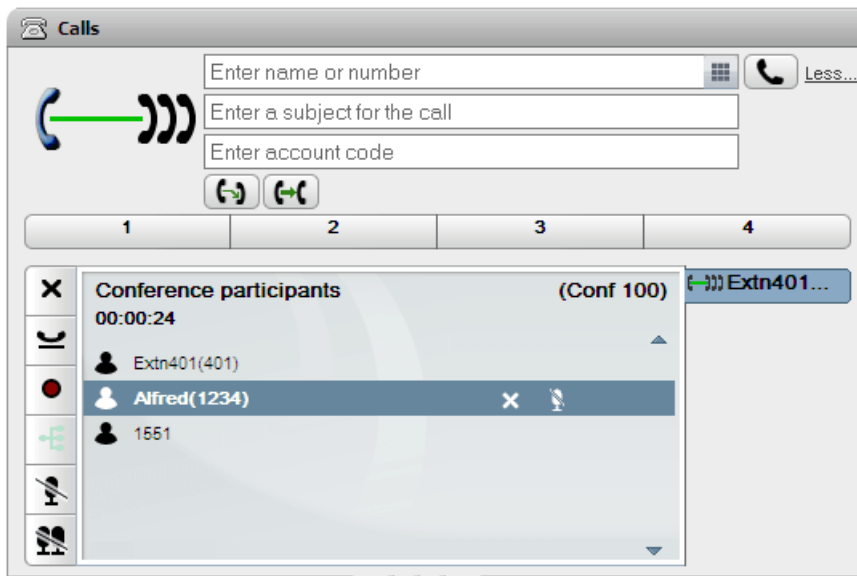 Calls
Enter name or number
Less...
Enter a subject for the call
Enter account code
1 2 3 4
Conference participants (Conf 100)
Extn401...
00:00:24
Extn401(401)
Alfred(1234)
1551